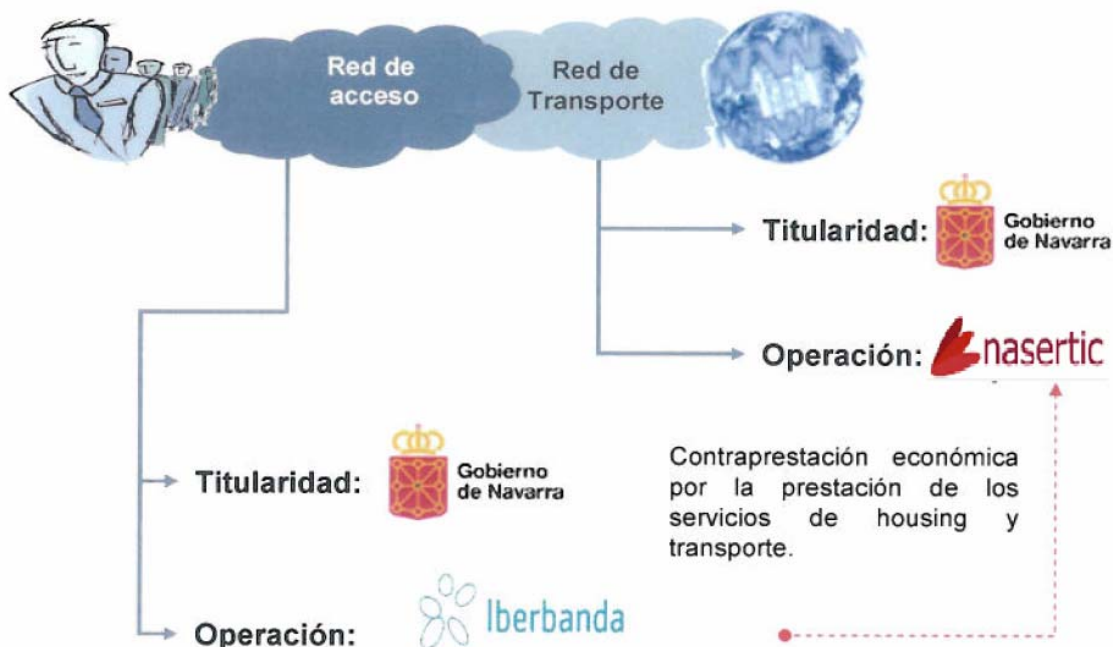 Red de
acceso
Red de
Transporte
Titularidad:
Gobierno
de Navarra
Operación:
nasertic
Titularidad:
Gobierno
de Navarra
Contraprestación económica
por la prestación de los
servicios de housing y
transporte.
Operación:
Iberbanda